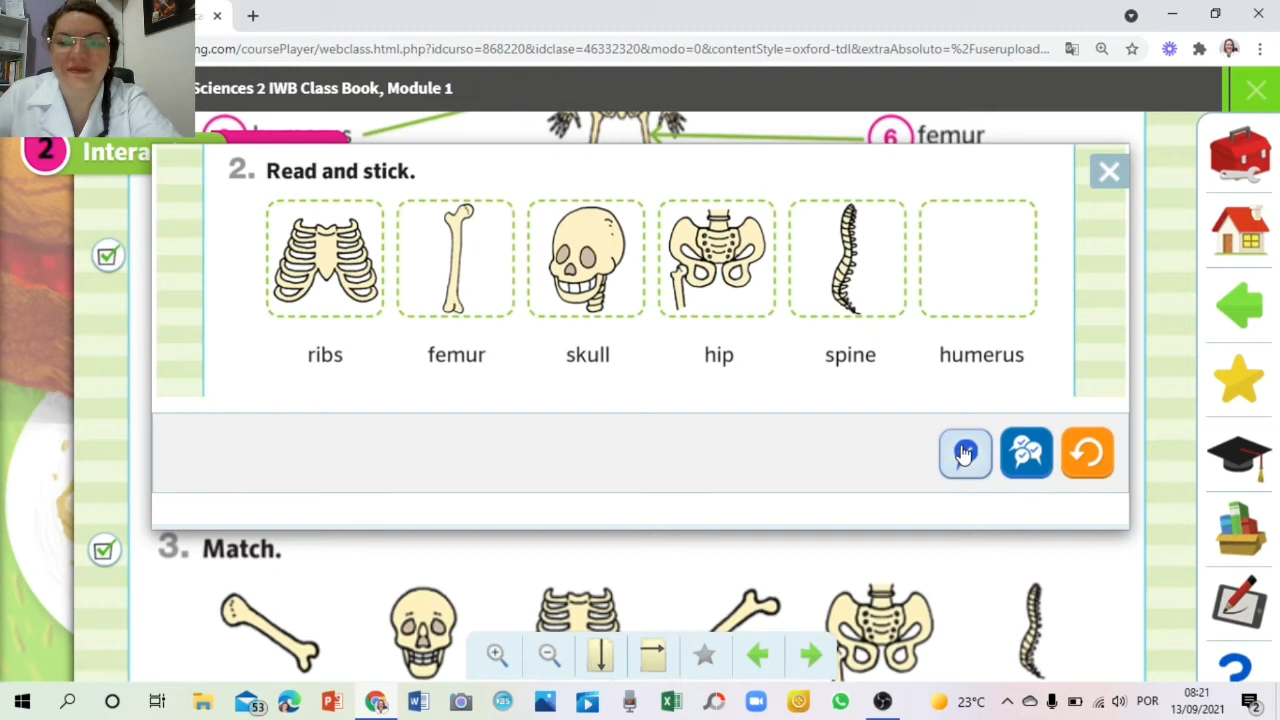 ng.com/coursePlayer/webclass.html.php?idcurso=868220&idclase=46332320&modo=0&contentStyle=oxford-tdl&extraAbsoluto=%2Fuserupload...
Sciences 2 IWB Class Book, Module 1
6 femur
2 Intera
2. Read and stick.
ribs femur skull hip spine humerus
3. Match.
53
23°C
POR
08:21
13/09/2021
2